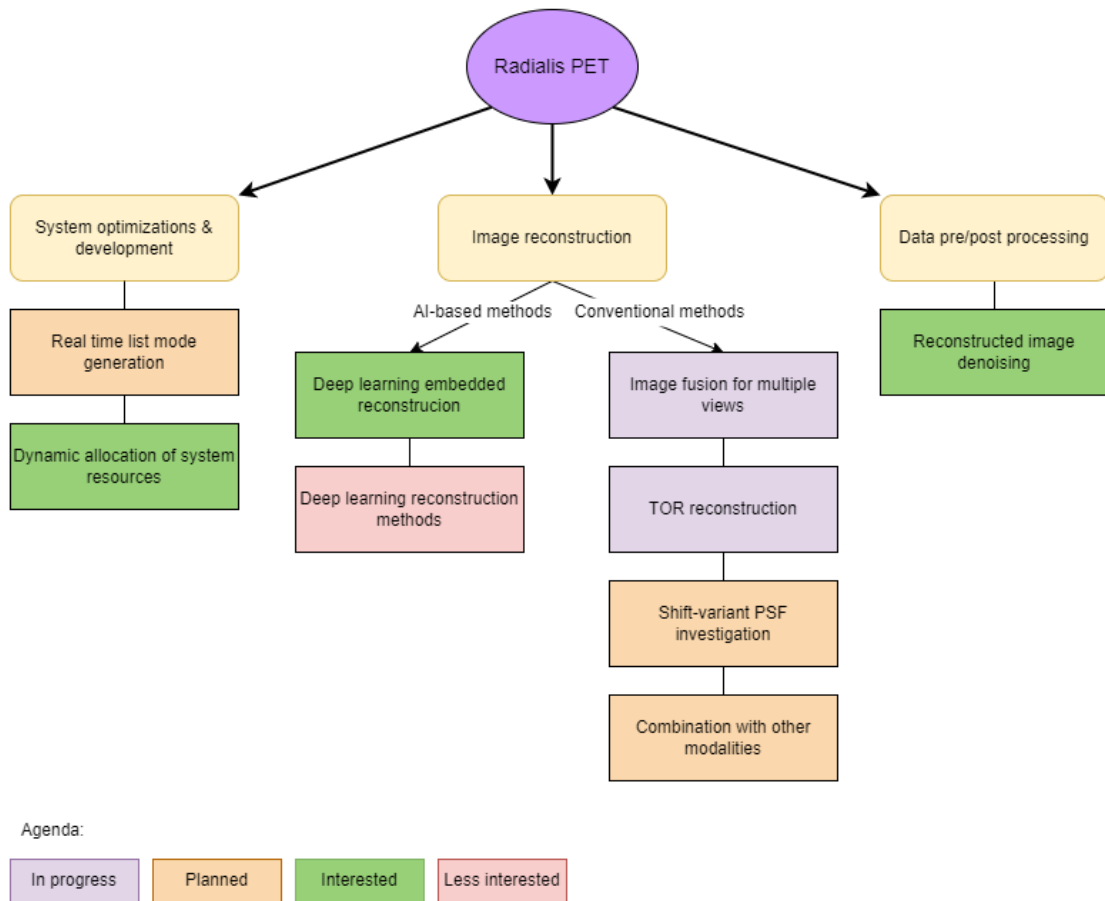 Radialis PET
System optimizations &
development
Image reconstruction
Data pre/post processing
AI-based methods
Conventional methods
Real time list mode
generation
Dynamic allocation of system
resources
Deep learning embedded
reconstrucion
Deep learning reconstruction
methods
Image fusion for multiple
views
TOR reconstruction
Shift-variant PSF
investigation
Combination with other
modalities
Reconstructed image
denoising
Agenda:
In progress
Planned
Interested
Less interested